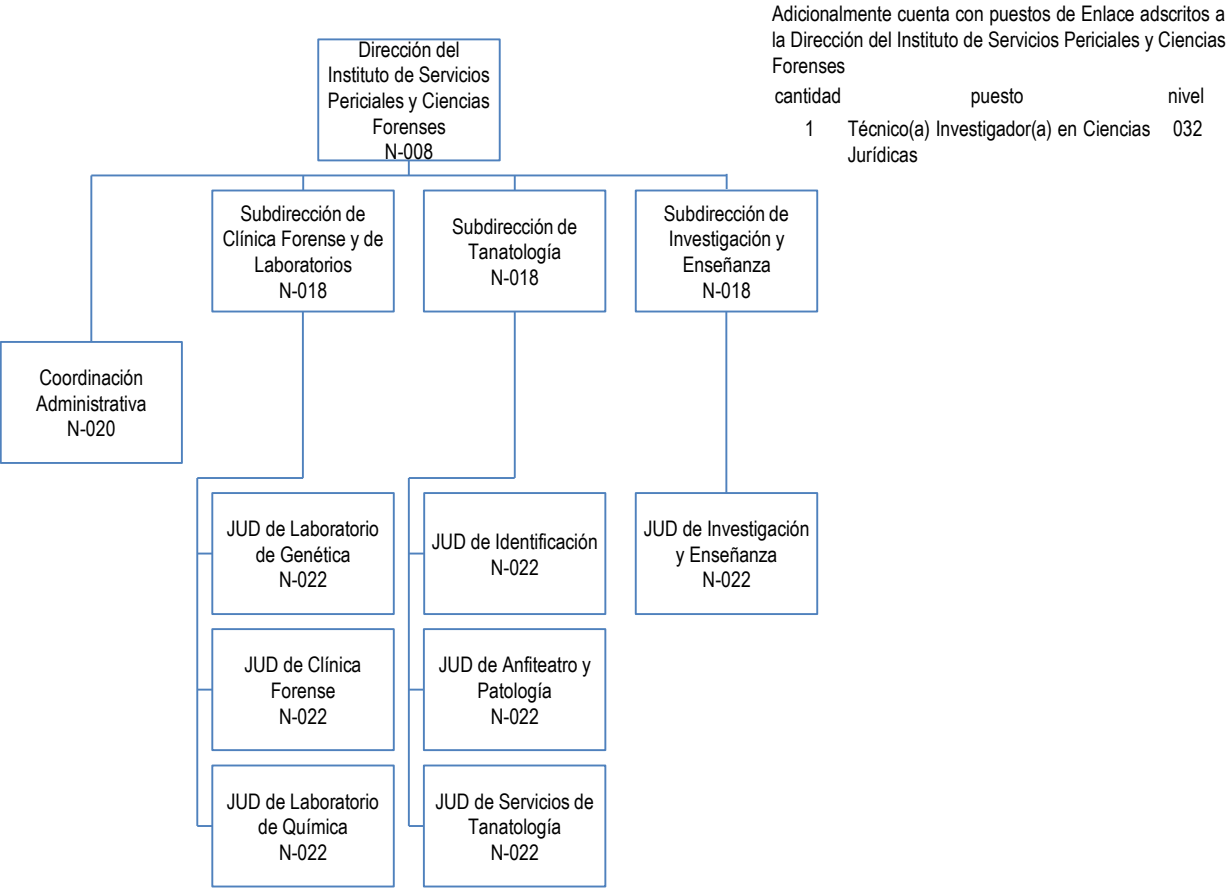 Adicionalmente cuenta con puestos de Enlace adscritos a
la Dirección del Instituto de Servicios Periciales y Ciencias
Forenses
cantidad puesto nivel
1 Técnico(a) Investigador(a) en Ciencias 032
Jurídicas
Dirección del
Instituto de Servicios
Periciales y Ciencias
Forenses
N-008
Subdirección de
Clínica Forense y de
Laboratorios
N-018
Subdirección de
Tanatología
N-018
Subdirección de
Investigación y
Enseñanza
N-018
Coordinación
Administrativa
N-020
JUD de Laboratorio
de Genética
N-022
JUD de Identificación
N-022
JUD de Investigación
y Enseñanza
N-022
JUD de Clínica
Forense
N-022
JUD de Anfiteatro y
Patología
N-022
JUD de Laboratorio
de Química
N-022
JUD de Servicios de
Tanatología
N-022